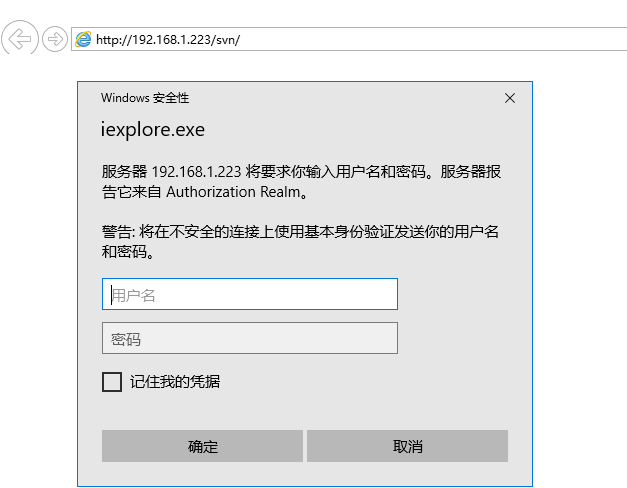 http://192.168.1.223/svn/
Windows 安全性
iexplore.exe
服务器 192.168.1.223 将要求你输入用户名和密码。服务器报
告它来自 Authorization Realm。
警告: 将在不安全的连接上使用基本身份验证发送你的用户名
和密码。
用户名
密码
记住我的凭据
确定
取消